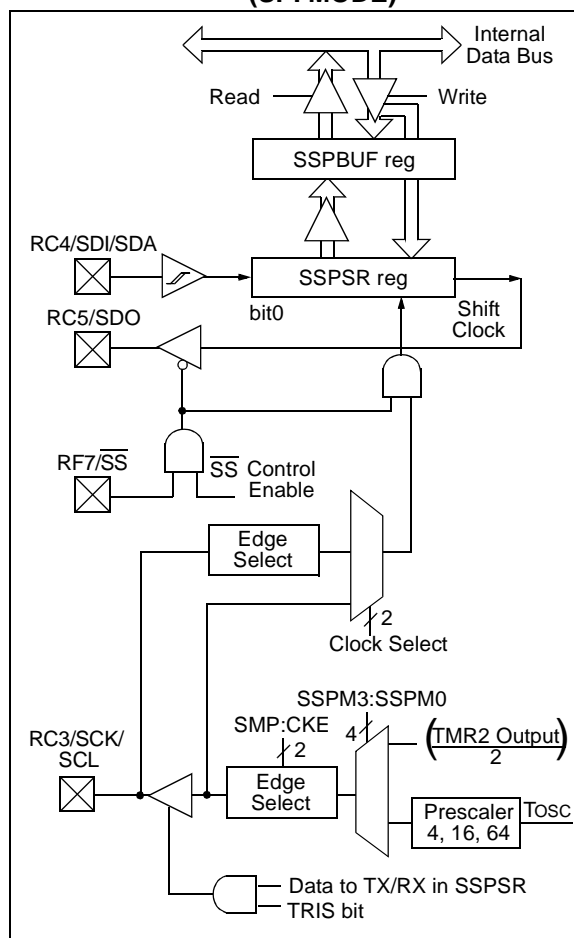 Internal
Data Bus
Read
Write
SSPBUF reg
RC4/SDI/SDA
SSPSR reg
bit0
Shift
Clock
RC5/SDO
RF7/SS
SS Control
Enable
Edge
Select
2
Clock Select
SSPM3:SSPM0
SMP:CKE
4
2
(TMR2 Output
2)
RC3/SCK/
SCL
Edge
Select
Prescaler
4, 16, 64
TOSC
Data to TX/RX in SSPSR
TRIS bit